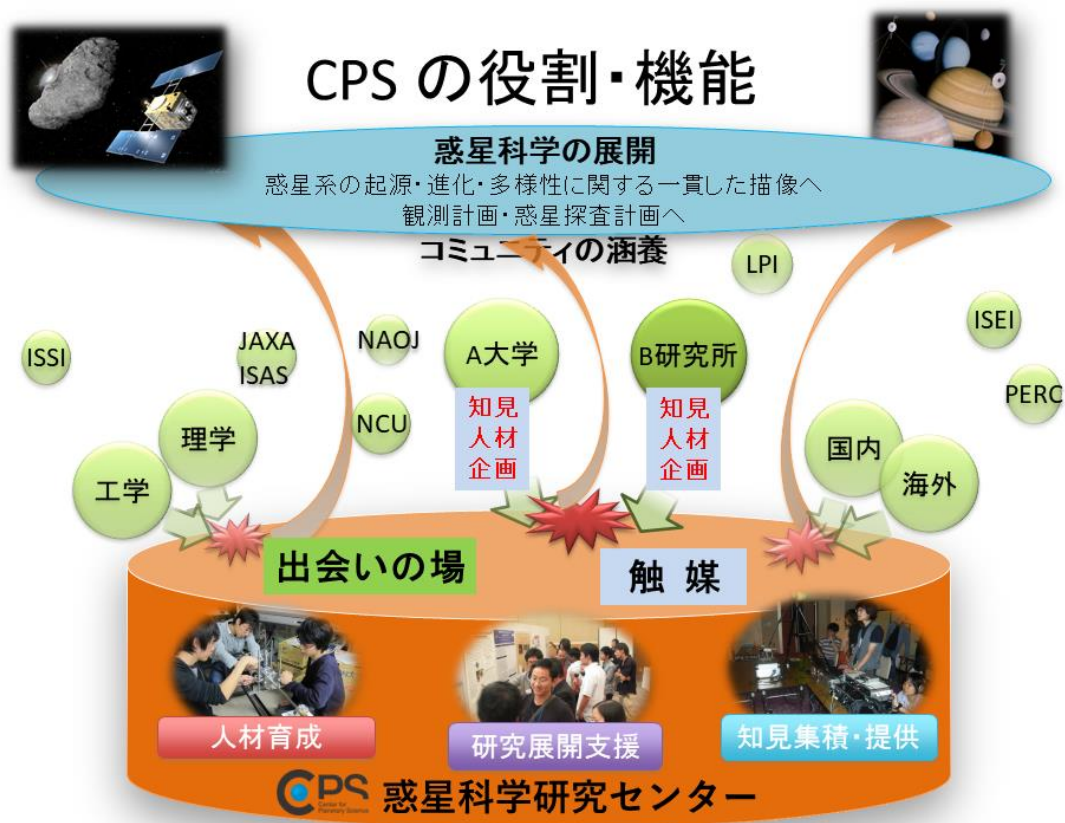 CPS の役割・機能
惑星科学の展開
惑星系の起源・進化・多様性に関する一貫した描像へ
観測計画・惑星探査計画へ
コミュニティの涵養
LPI
ISEI
ISSI
JAXA
ISAS
NAOJ
A大学
B研究所
PERC
知見
人材
企画
知見
人材
企画
NCU
理学
工学
国内
海外
出会いの場
触 媒
人材育成
研究展開支援
知見集積・提供
CPS
Center for
Planetary Science
惑星科学研究センター